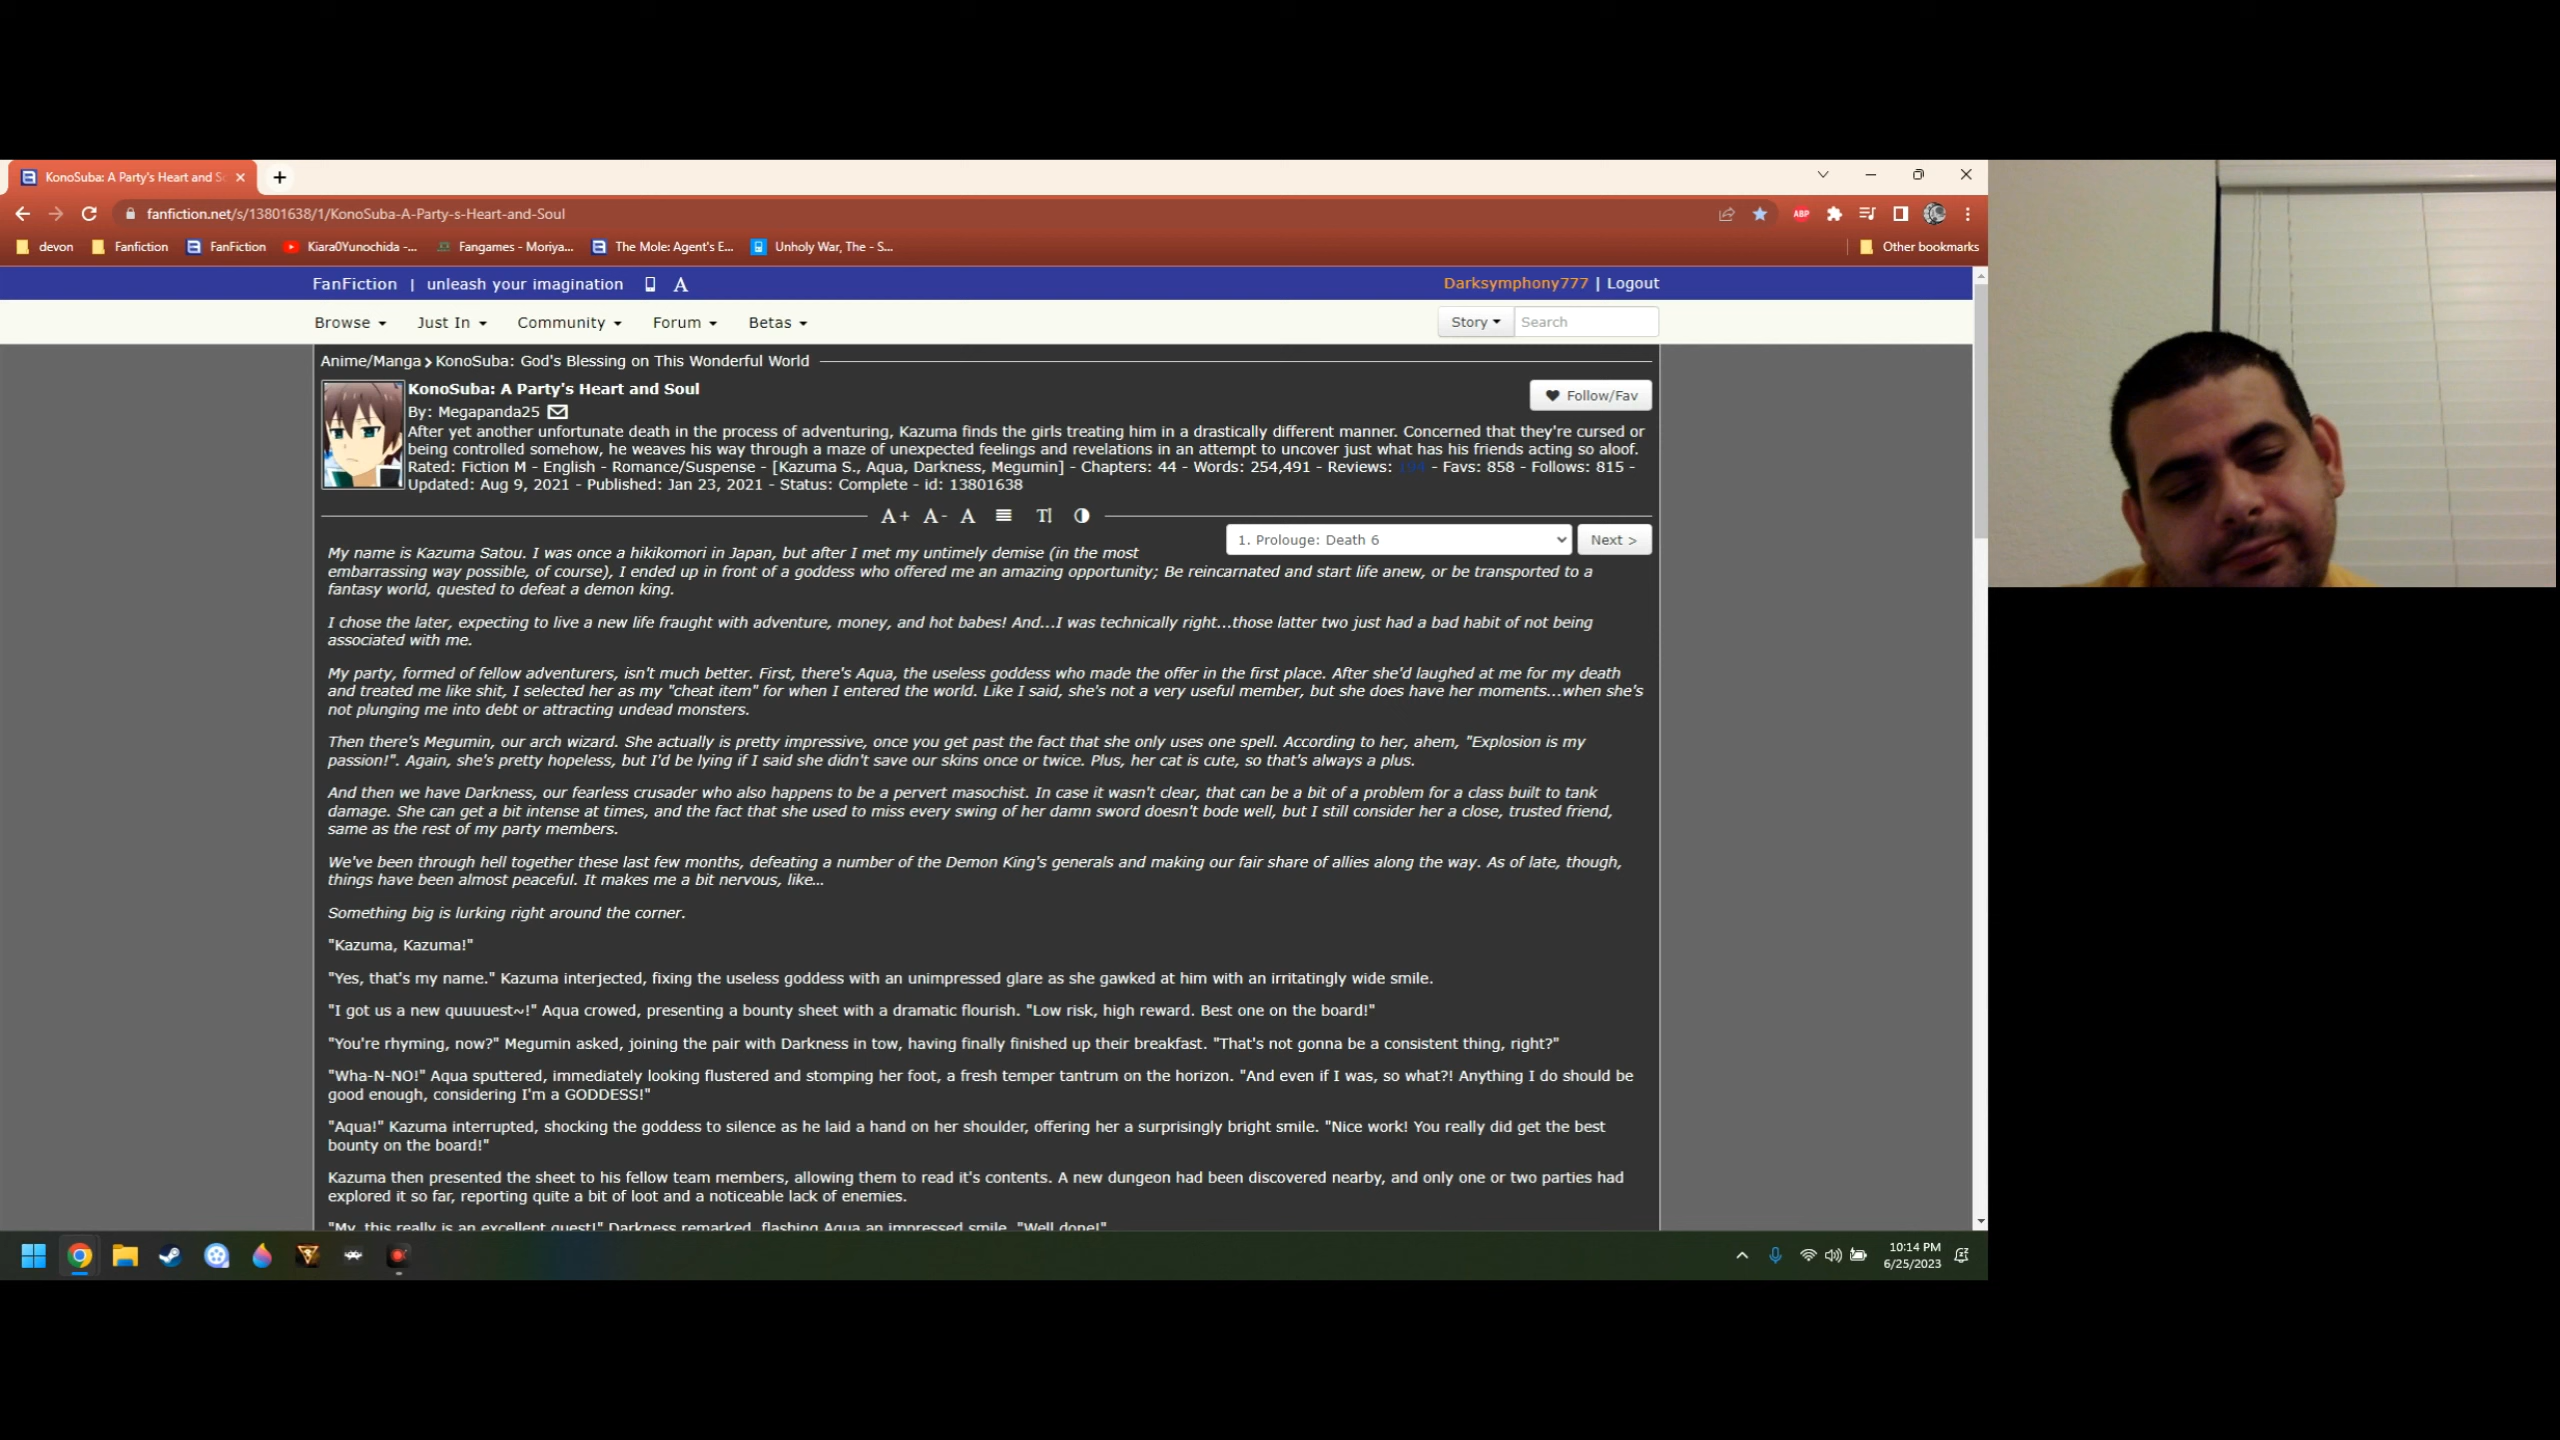 KonoSuba: A Party's Heart and S
fanfiction.net/s/13801638/1/KonoSuba-A-Party-s-Heart-and-Soul
ABP
devon Fanfiction FanFiction Kiara0Yunochida -... Fangames - Moriya... The Mole: Agent's E... Unholy War, The - S... Other bookmarks
FanFiction | unleash your imagination A Darksymphony777 | Logout
Browse Just In Community Forum Betas Story Search
Anime/Manga KonoSuba: God's Blessing on This Wonderful World
KonoSuba: A Party's Heart and Soul
Follow/Fav
By: Megapanda25
After yet another unfortunate death in the process of adventuring, Kazuma finds the girls treating him in a drastically different manner. Concerned that they're cursed or
being controlled somehow, he weaves his way through a maze of unexpected feelings and revelations in an attempt to uncover just what has his friends acting so aloof.
Rated: Fiction M - English - Romance/Suspense - [Kazuma S., Aqua, Darkness, Megumin] - Chapters: 44 - Words: 254,491 - Reviews: - Favs: 858 - Follows: 815 -
Updated: Aug 9, 2021 - Published: Jan 23, 2021 - Status: Complete - id: 13801638
A+ A- A
1. Prolouge: Death 6 Next >
My name is Kazuma Satou. I was once a hikikomori in Japan, but after I met my untimely demise (in the most
embarrassing way possible, of course), I ended up in front of a goddess who offered me an amazing opportunity; Be reincarnated and start life anew, or be transported to a
fantasy world, quested to defeat a demon king.
I chose the later, expecting to live a new life fraught with adventure, money, and hot babes! And...I was technically right...those latter two just had a bad habit of not being
associated with me.
My party, formed of fellow adventurers, isn't much better. First, there's Aqua, the useless goddess who made the offer in the first place. After she'd laughed at me for my death
and treated me like shit, I selected her as my "cheat item" for when I entered the world. Like I said, she's not a very useful member, but she does have her moments...when she's
not plunging me into debt or attracting undead monsters.
Then there's Megumin, our arch wizard. She actually is pretty impressive, once you get past the fact that she only uses one spell. According to her, ahem, "Explosion is my
passion!". Again, she's pretty hopeless, but I'd be lying if I said she didn't save our skins once or twice. Plus, her cat is cute, so that's always a plus.
And then we have Darkness, our fearless crusader who also happens to be a pervert masochist. In case it wasn't clear, that can be a bit of a problem for a class built to tank
damage. She can get a bit intense at times, and the fact that she used to miss every swing of her damn sword doesn't bode well, but I still consider her a close, trusted friend,
same as the rest of my party members.
We've been through hell together these last few months, defeating a number of the Demon King's generals and making our fair share of allies along the way. As of late, though,
things have been almost peaceful. It makes me a bit nervous, like...
Something big is lurking right around the corner.
"Kazuma, Kazuma!"
"Yes, that's my name." Kazuma interjected, fixing the useless goddess with an unimpressed glare as she gawked at him with an irritatingly wide smile.
"I got us a new quuuuest~!" Aqua crowed, presenting a bounty sheet with a dramatic flourish. "Low risk, high reward. Best one on the board!"
"You're rhyming, now?" Megumin asked, joining the pair with Darkness in tow, having finally finished up their breakfast. "That's not gonna be a consistent thing, right?"
"Wha-N-NO!" Aqua sputtered, immediately looking flustered and stomping her foot, a fresh temper tantrum on the horizon. "And even if I was, so what?! Anything I do should be
good enough, considering I'm a GODDESS!"
"Aqua!" Kazuma interrupted, shocking the goddess to silence as he laid a hand on her shoulder, offering her a surprisingly bright smile. "Nice work! You really did get the best
bounty on the board!"
Kazuma then presented the sheet to his fellow team members, allowing them to read it's contents. A new dungeon had been discovered nearby, and only one or two parties had
explored it so far, reporting quite a bit of loot and a noticeable lack of enemies.
"My, this really is an excellent quest!" Darkness remarked, flashing Aqua an impressed smile. "Well done!"
10:14 PM
6/25/2023